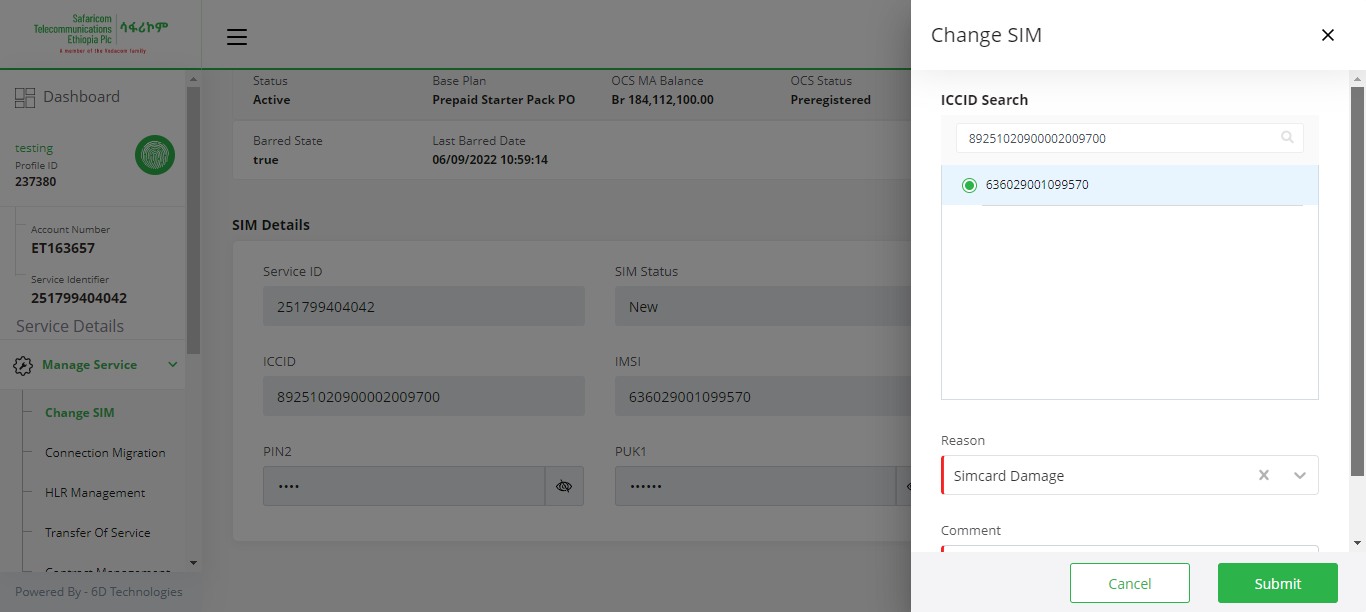 Safaricom
Telecommunications
Ethiopia Plc
ሳፋሪኮም
A member of the Vodacom family
Dashboard
testing
Profile ID
237380
Account Number
ET163657
Service Identifier
251799404042
Service Details
Manage Service
Change SIM
Connection Migration
HLR Management
Transfer Of Service
Contract Management
Powered By - 6D Technologies
Status Base Plan OCS MA Balance OCS Status
Active Prepaid Starter Pack PO Br 184,112,100.00 Preregistered
Barred State Last Barred Date
true 06/09/2022 10:59:14
SIM Details
Service ID SIM Status
251799404042 New
ICCID IMSI
89251020900002009700 636029001099570
PIN2 PUK1
•••• ••••••
Change SIM
ICCID Search
89251020900002009700
636029001099570
Reason
Simcard Damage
Comment
Cancel Submit